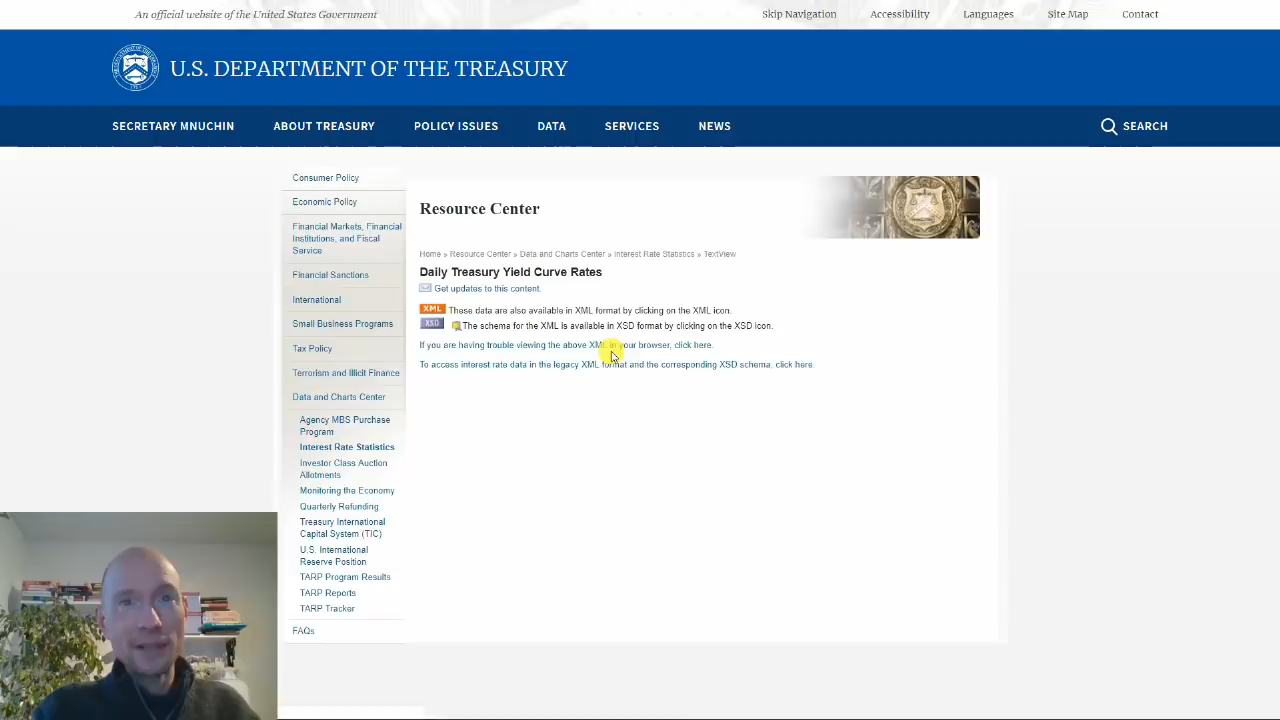 An official website of the United States Government
Skip Navigation Accessibility Languages Site Map Contact
U.S. DEPARTMENT OF THE TREASURY
SECRETARY MNUCHIN ABOUT TREASURY POLICY ISSUES DATA SERVICES NEWS SEARCH
Consumer Policy
Economic Policy
Financial Markets, Financial
Institutions, and Fiscal
Service
Financial Sanctions
International
Small Business Programs
Tax Policy
Terrorism and Illicit Finance
Data and Charts Center
Agency MBS Purchase
Program
Interest Rate Statistics
Investor Class Auction
Allotments
Monitoring the Economy
Quarterly Refunding
Treasury International
Capital System (TIC)
U.S. International
Reserve Position
TARP Program Results
TARP Reports
TARP Tracker
FAQs
Resource Center
Home » Resource Center » Data and Charts Center » Interest Rate Statistics » TextView
Daily Treasury Yield Curve Rates
Get updates to this content.
XML These data are also available in XML format by clicking on the XML icon.
XSD The schema for the XML is available in XSD format by clicking on the XSD icon.
If you are having trouble viewing the above XML in your browser, click here.
To access interest rate data in the legacy XML format and the corresponding XSD schema, click here.